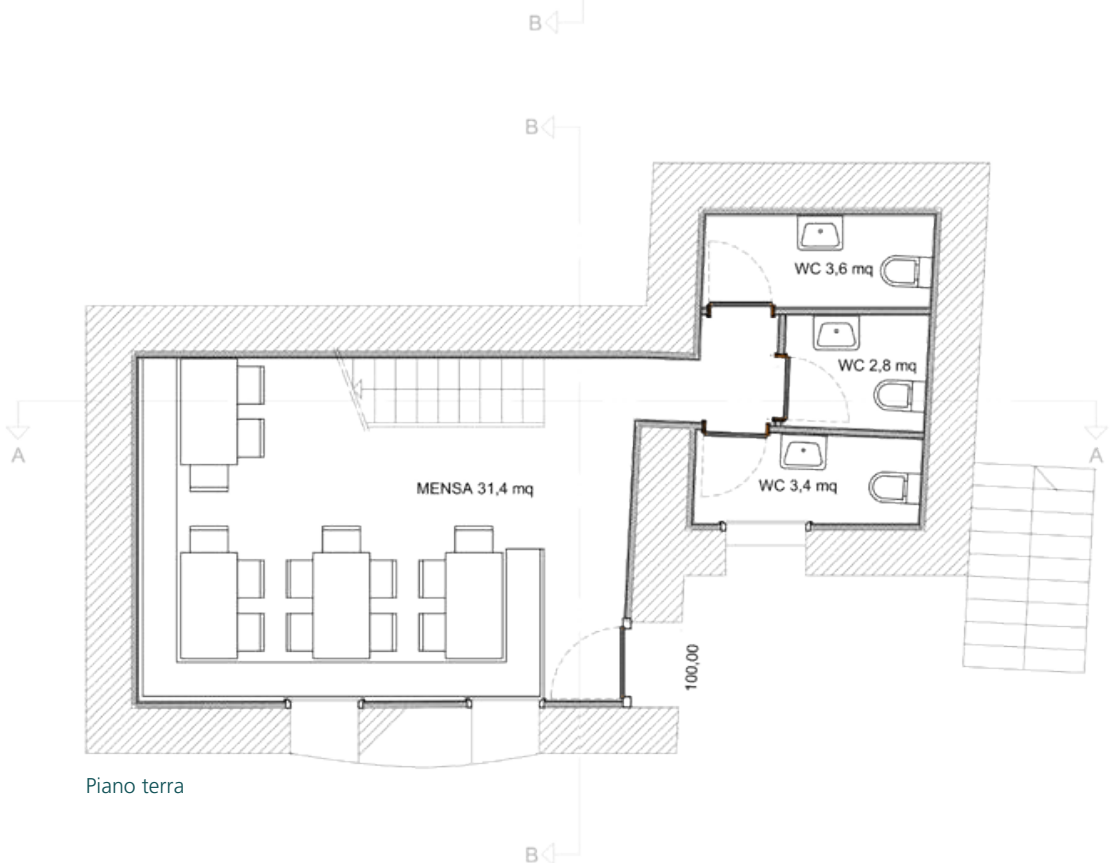 B
B
WC 3,6 mq
WC 2,8 mq
A
A
MENSA 31,4 mq
WC 3,4 mq
100,00
Piano terra
B